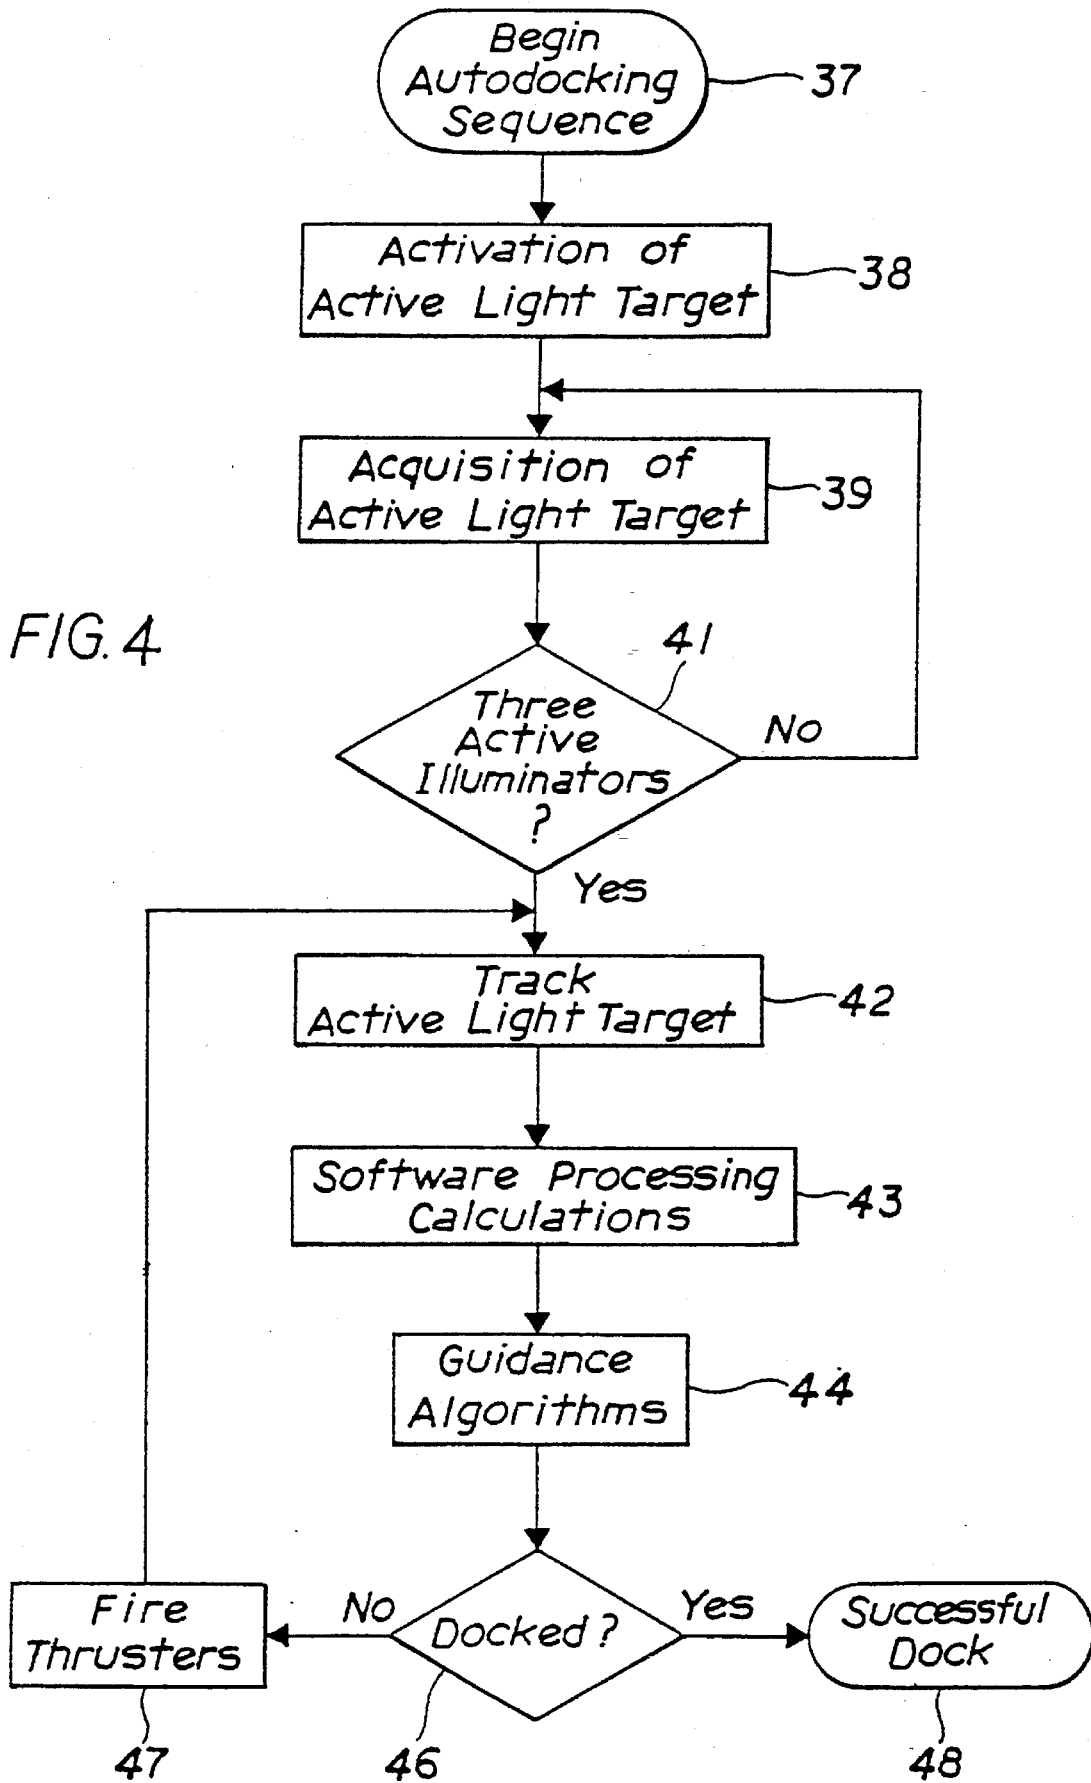 Begin
Autodocking
Sequence
37
Activation of
Active Light Target
38
Acquisition of
Active Light Target
39
FIG. 4
41
Three
Active
Illuminators
?
No
Yes
Track
Active Light Target
42
Software Processing
Calculations
43
Guidance
Algorithms
44
Fire
Thrusters
No
Docked?
Yes
Successful
Dock
47
46
48